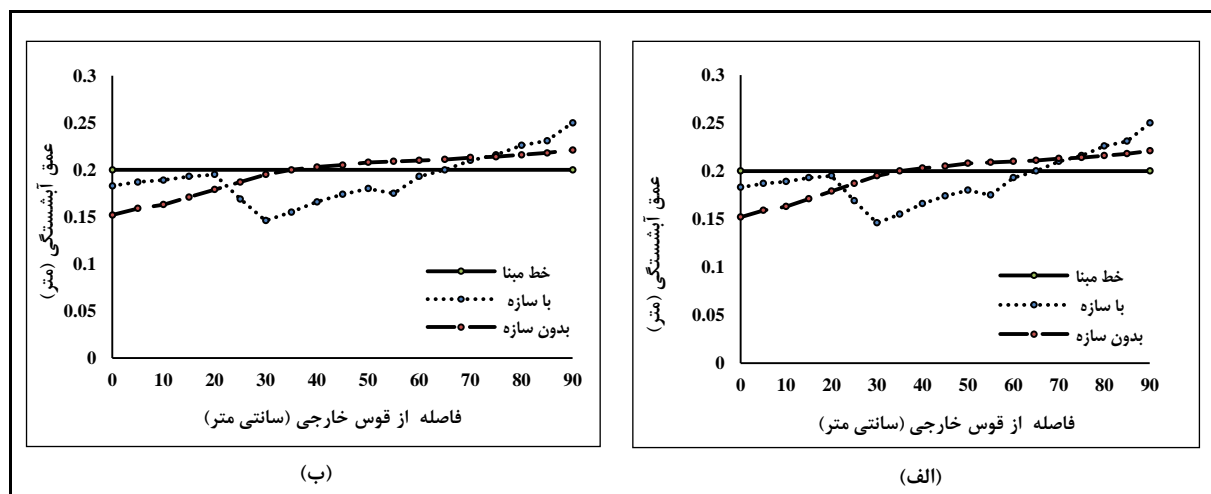 0.3
0.25
0.2
0.15
0.1
0.05
0
عمق آبشستگی (متر)
خط مبنا
با سازه
بدون سازه
0 10 20 30 40 50 60 70 80 90
فاصله از قوس خارجی (سانتی متر)
(الف)
0.3
0.25
0.2
0.15
0.1
0.05
0
عمق آبشستگی (متر)
خط مبنا
با سازه
بدون سازه
0 10 20 30 40 50 60 70 80 90
فاصله از قوس خارجی (سانتی متر)
(ب)